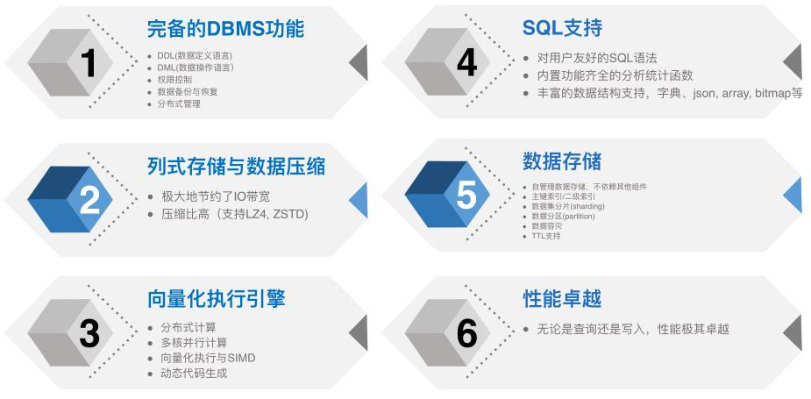 1
完备的DBMS功能
● DDL(数据定义语言)
● DML(数据操作语言)
● 权限控制
● 数据备份与恢复
● 分布式管理
2
列式存储与数据压缩
● 极大地节约了IO带宽
● 压缩比高（支持LZ4, ZSTD)
3
向量化执行引擎
● 分布式计算
● 多核并行计算
● 向量化执行与SIMD
● 动态代码生成
4
SQL支持
● 对用户友好的SQL语法
● 内置功能齐全的分析统计函数
● 丰富的数据结构支持，字典、json, array, bitmap等
5
数据存储
● 自管理数据存储，不依赖其他组件
● 主键索引/二级索引
● 数据集分片(sharding)
● 数据分区(partition)
● 数据容灾
● TTL支持
6
性能卓越
● 无论是查询还是写入，性能极其卓越